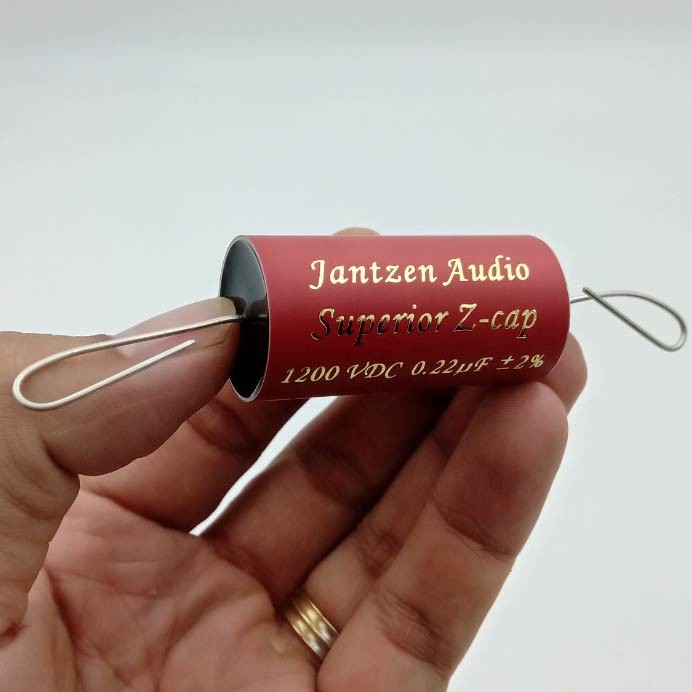 Jantzen Audio
Superior Z-cap
1200 VDC 0.22µF ±2%